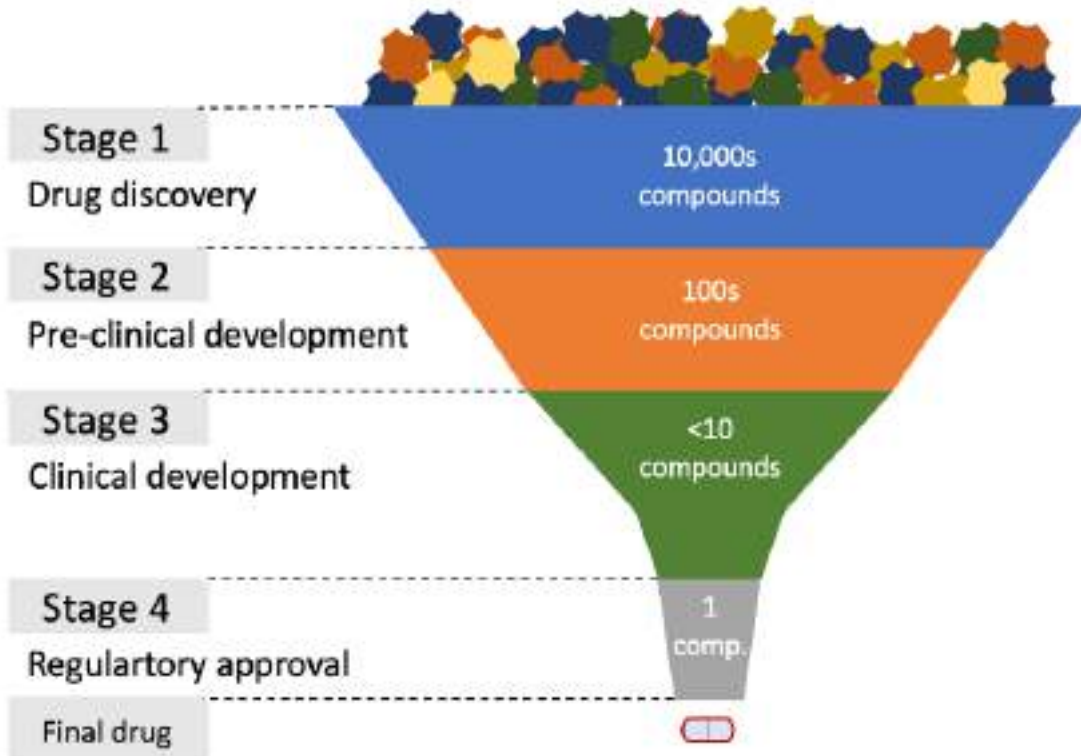 Stage 1
Drug discovery
10,000s
compounds
Stage 2
Pre-clinical development
100s
compounds
Stage 3
Clinical development
<10
compounds
Stage 4
Regulartory approval
1
comp.
Final drug